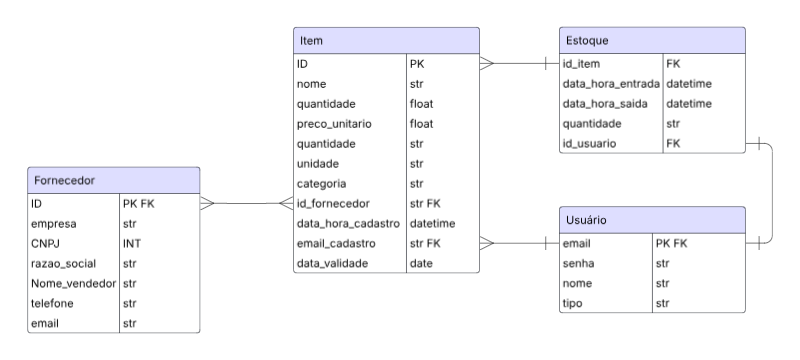 Item
ID PK
nome str
quantidade float
preco_unitario float
quantidade str
unidade str
categoria str
id_fornecedor str FK
data_hora_cadastro datetime
email_cadastro str FK
data_validade date
Estoque
id_item FK
data_hora_entrada datetime
data_hora_saida datetime
quantidade str
id_usuario FK
Fornecedor
ID PK FK
empresa str
CNPJ INT
razao_social str
Nome_vendedor str
telefone str
email str
Usuário
email PK FK
senha str
nome str
tipo str